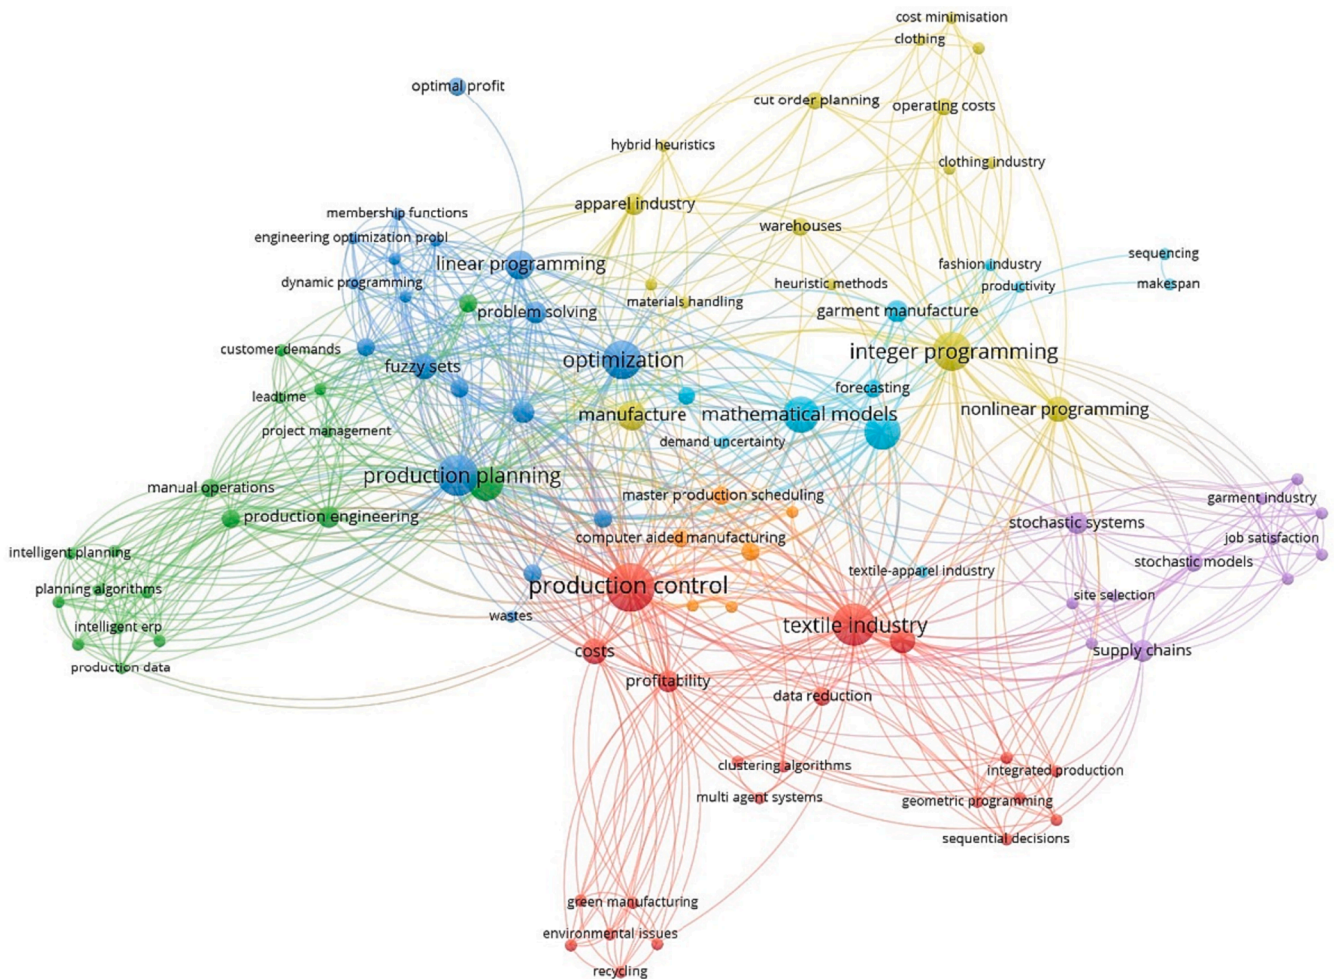 cost minimisation
clothing
optimal profit
cut order planning
operating costs
hybrid heuristics
clothing industry
apparel industry
membership functions
warehouses
engineering optimization probl
linear programming
sequencing
fashion industry
dynamic programming
heuristic methods
productivity
makespan
materials handling
problem solving
garment manufacture
customer demands
integer programming
optimization
fuzzy sets
forecasting
leadtime
nonlinear programming
manufacture
mathematical models
project management
demand uncertainty
production planning
manual operations
master production scheduling
garment industry
production engineering
stochastic systems
computer aided manufacturing
job satisfaction
intelligent planning
stochastic models
textile-apparel industry
production control
planning algorithms
site selection
wastes
textile industry
intelligent erp
costs
supply chains
production data
profitability
data reduction
clustering algorithms
integrated production
multi agent systems
geometric programming
sequential decisions
green manufacturing
environmental issues
recycling